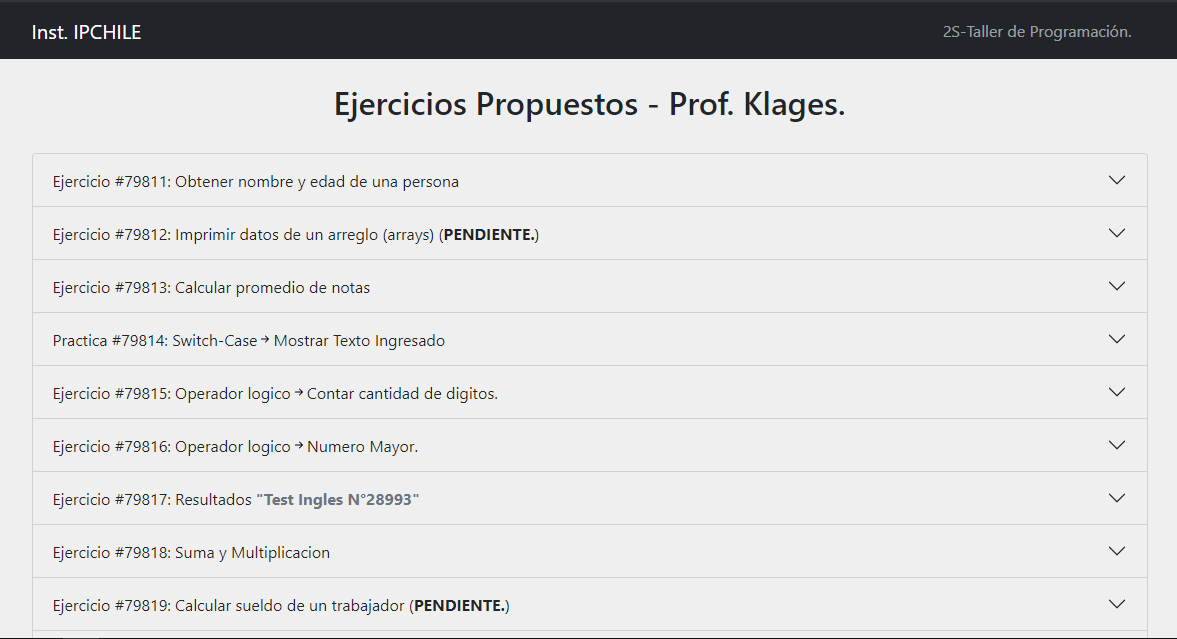 Inst. IPCHILE
2S-Taller de Programación.
Ejercicios Propuestos - Prof. Klages.
Ejercicio #79811: Obtener nombre y edad de una persona
Ejercicio #79812: Imprimir datos de un arreglo (arrays) (PENDIENTE.)
Ejercicio #79813: Calcular promedio de notas
Practica #79814: Switch-Case → Mostrar Texto Ingresado
Ejercicio #79815: Operador logico → Contar cantidad de digitos.
Ejercicio #79816: Operador logico → Numero Mayor.
Ejercicio #79817: Resultados "Test Ingles N°28993"
Ejercicio #79818: Suma y Multiplicacion
Ejercicio #79819: Calcular sueldo de un trabajador (PENDIENTE.)